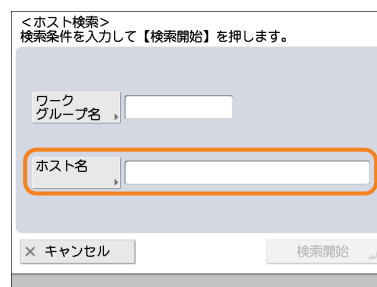 <ホスト検索>
検索条件を入力して【検索開始】を押します。
ワーク
グループ名
ホスト名
× キャンセル
検索開始